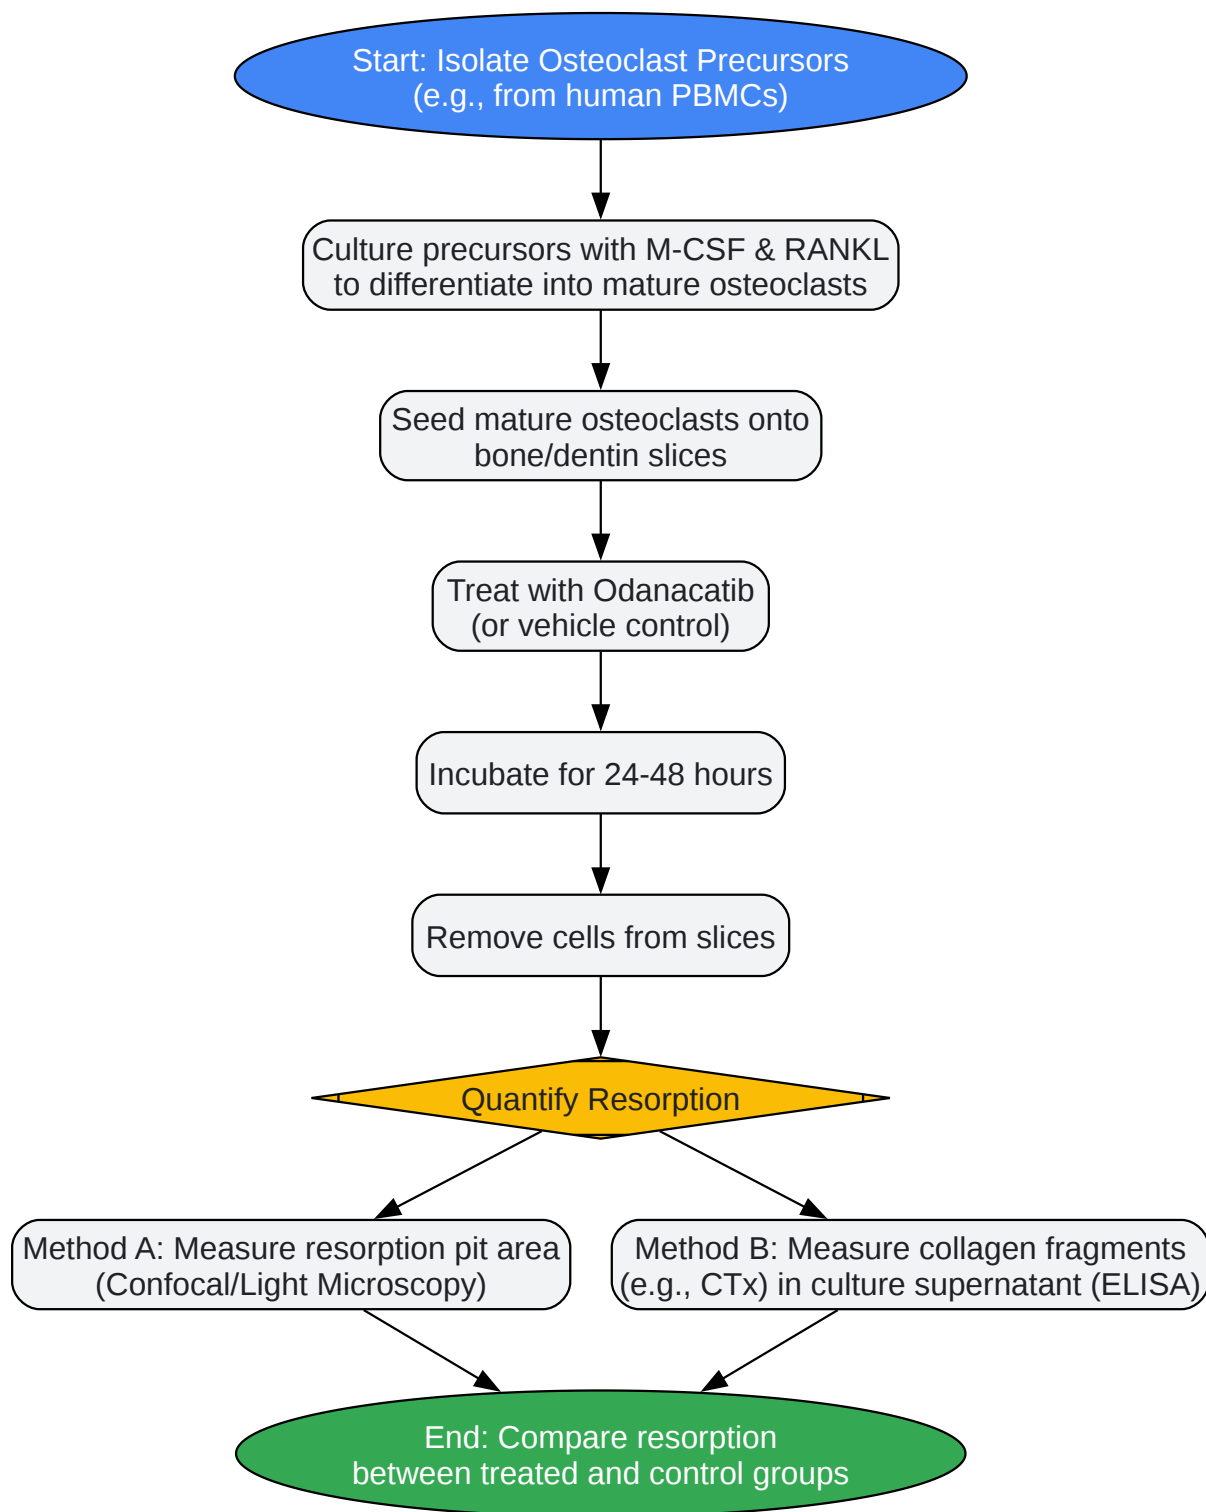 Start: Isolate Osteoclast Precursors
(e.g., from human PBMCs)
Culture precursors with M-CSF & RANKL
to differentiate into mature osteoclasts
Seed mature osteoclasts onto
bone/dentin slices
Treat with Odanacatib
(or vehicle control)
Incubate for 24-48 hours
Remove cells from slices
Quantify Resorption
Method A: Measure resorption pit area
(Confocal/Light Microscopy)
Method B: Measure collagen fragments
(e.g., CTx) in culture supernatant (ELISA)
End: Compare resorption
between treated and control groups